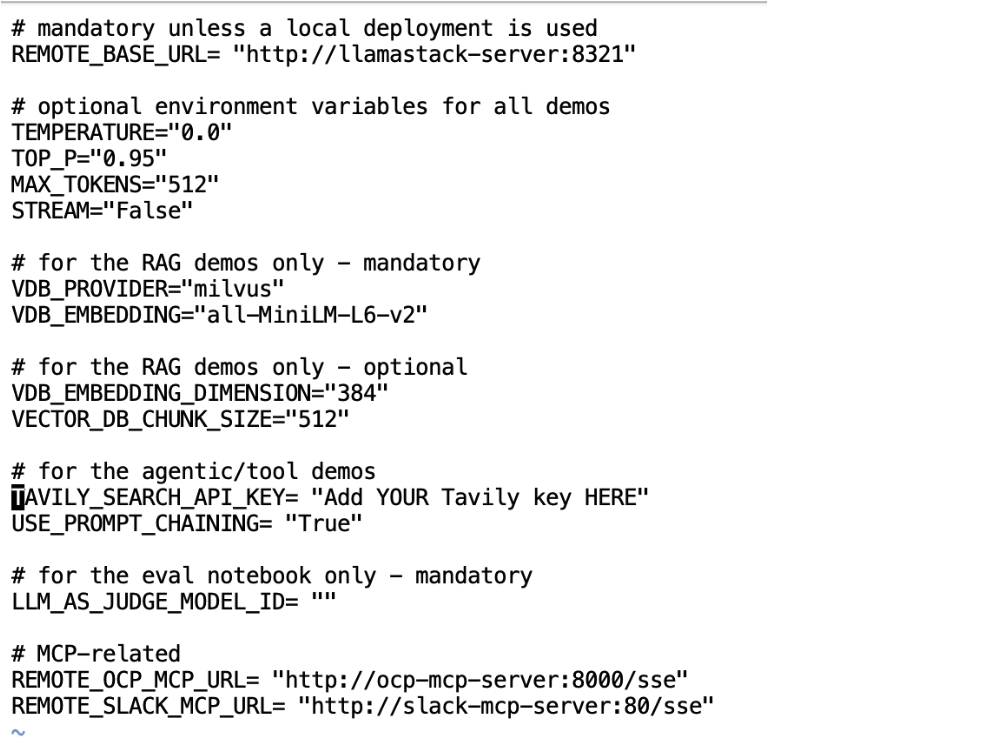 # mandatory unless a local deployment is used
REMOTE_BASE_URL= "http://llamastack-server:8321"

# optional environment variables for all demos
TEMPERATURE="0.0"
TOP_P="0.95"
MAX_TOKENS="512"
STREAM="False"

# for the RAG demos only – mandatory
VDB_PROVIDER="milvus"
VDB_EMBEDDING="all-MiniLM-L6-v2"

# for the RAG demos only – optional
VDB_EMBEDDING_DIMENSION="384"
VECTOR_DB_CHUNK_SIZE="512"

# for the agentic/tool demos
TAVILY_SEARCH_API_KEY= "Add YOUR Tavily key HERE"
USE_PROMPT_CHAINING= "True"

# for the eval notebook only – mandatory
LLM_AS_JUDGE_MODEL_ID= ""

# MCP-related
REMOTE_OCP_MCP_URL= "http://ocp-mcp-server:8000/sse"
REMOTE_SLACK_MCP_URL= "http://slack-mcp-server:80/sse"
~